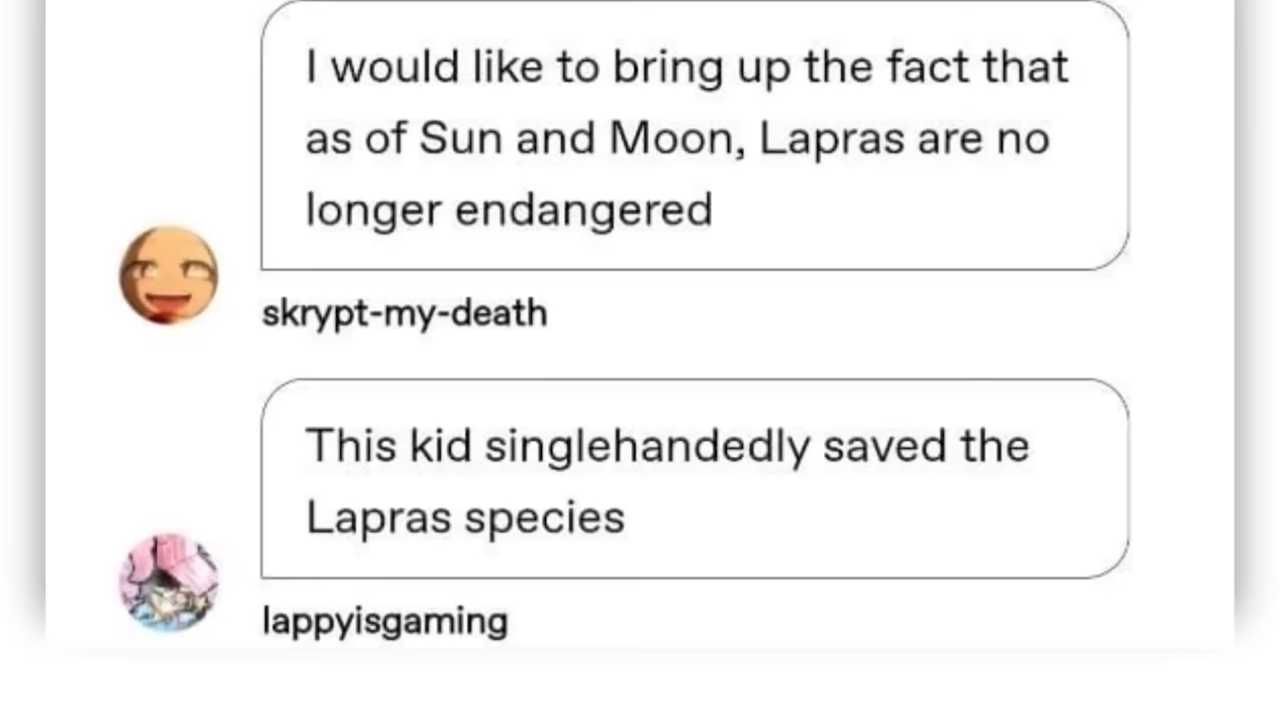 I would like to bring up the fact that
as of Sun and Moon, Lapras are no
longer endangered
skrypt-my-death
This kid singlehandedly saved the
Lapras species
lappyisgaming